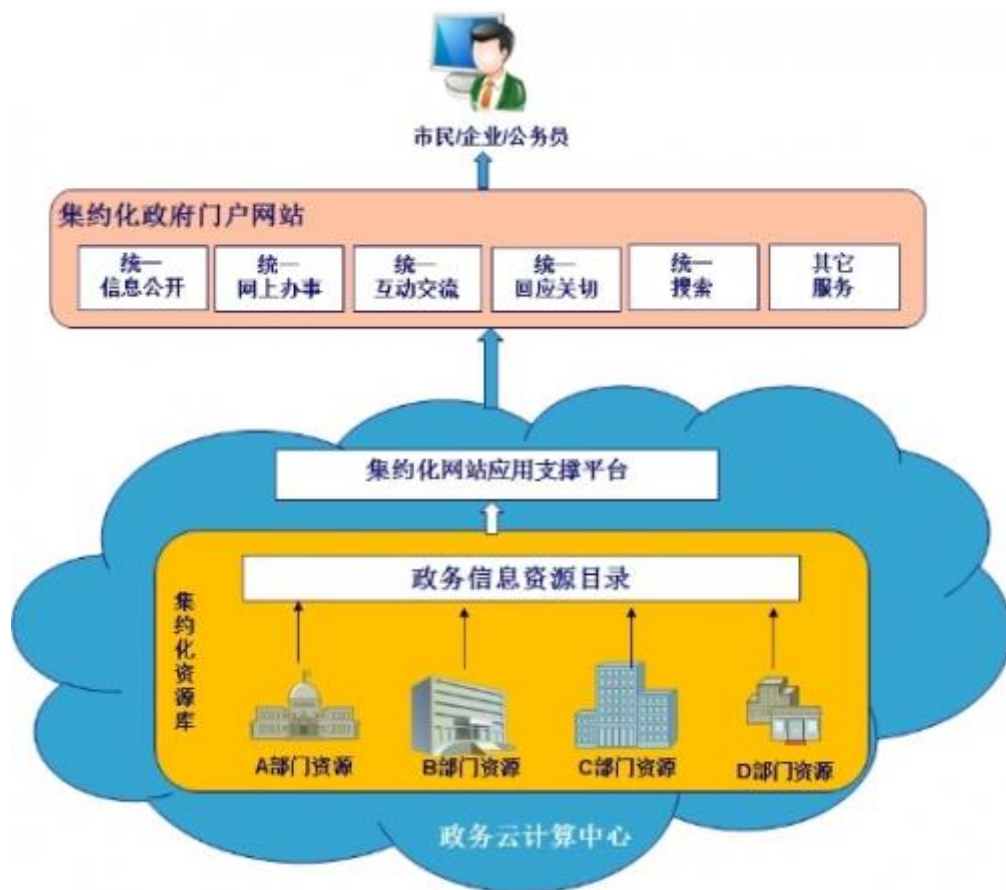 市民/企业/公务员
集约化政府门户网站
统一
信息公开
统一
网上办事
统一
互动交流
统一
回应关切
统一
搜索
其它
服务
集约化网站应用支撑平台
政务信息资源目录
集约化资源库
A部门资源
B部门资源
C部门资源
D部门资源
政务云计算中心